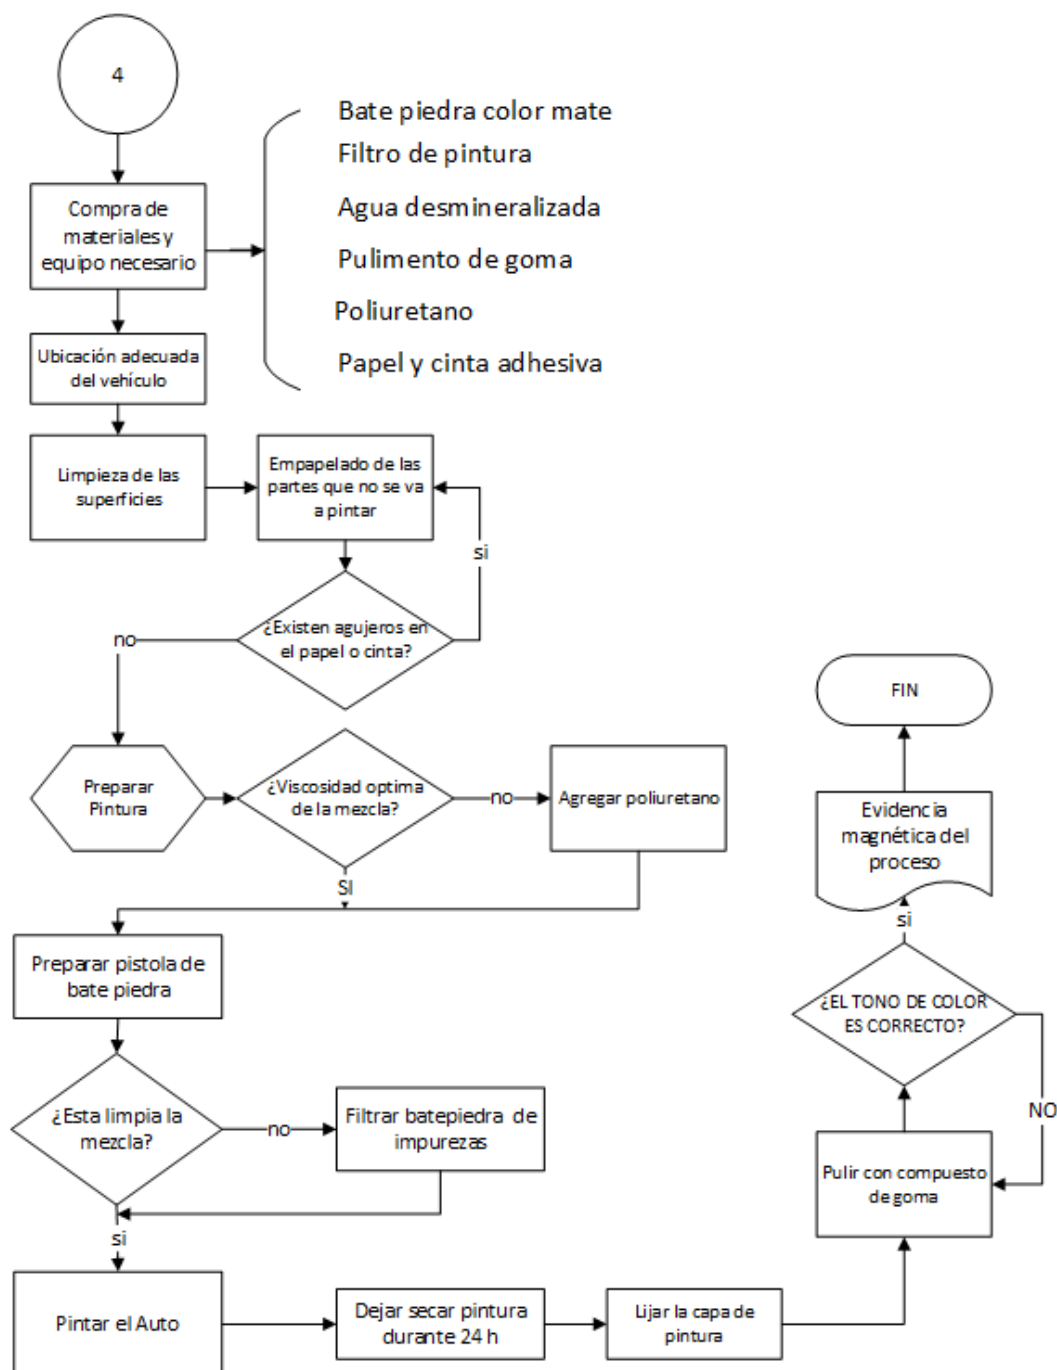 4
Bate piedra color mate
Filtro de pintura
Agua desmineralizada
Pulimento de goma
Poliuretano
Papel y cinta adhesiva
Compra de
materiales y
equipo necesario
Ubicación adecuada
del vehículo
Limpieza de las
superficies
Empapelado de las
partes que no se va
a pintar
si
¿Existen agujeros en
el papel o cinta?
no
Preparar
Pintura
¿Viscosidad optima
de la mezcla?
no
Agregar poliuretano
SI
Preparar pistola de
bate piedra
¿Esta limpia la
mezcla?
no
Filtrar batepiedra de
impurezas
si
Pintar el Auto
Dejar secar pintura
durante 24 h
Lijar la capa de
pintura
Pulir con compuesto
de goma
NO
¿EL TONO DE COLOR
ES CORRECTO?
si
Evidencia
magnética del
proceso
FIN